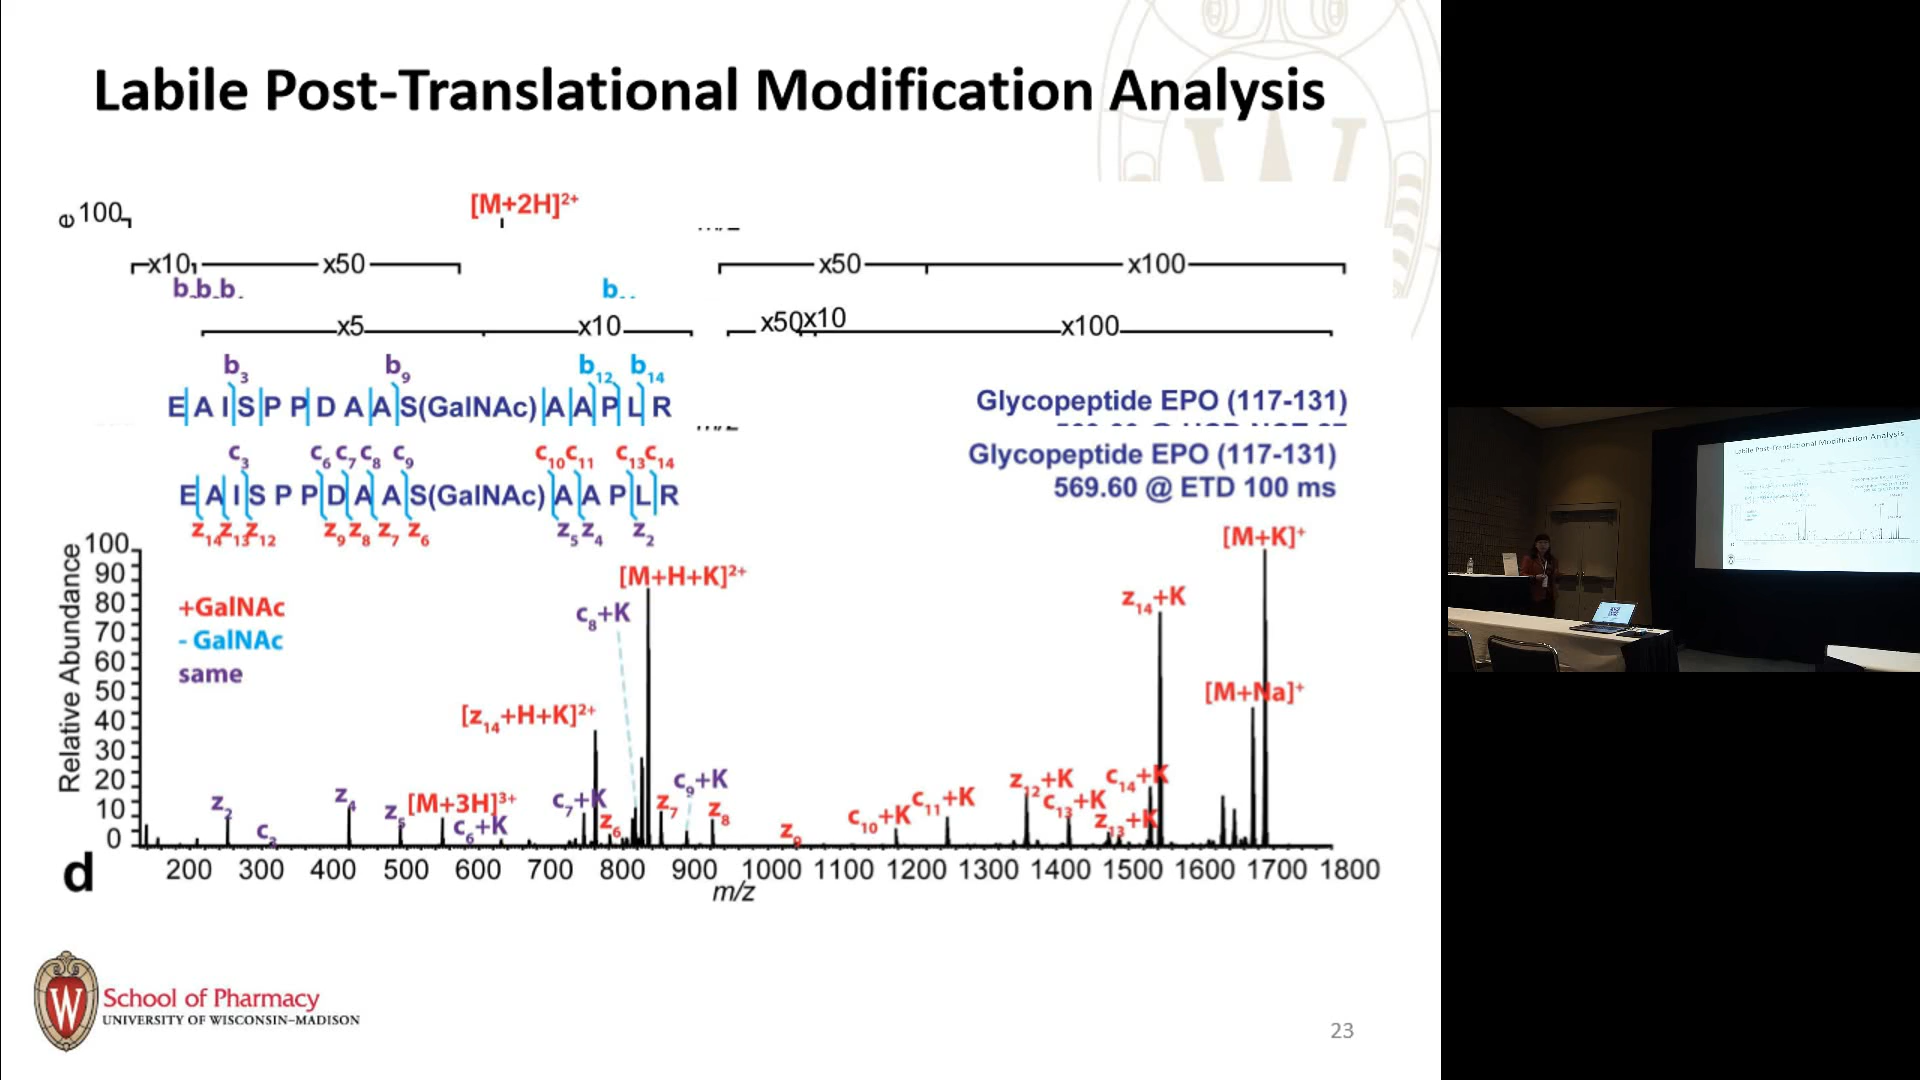 Labile Post-Translational Modification Analysis
[M+2H]²⁺
e 100
x10 x50 x50 x100
b b b b
x5 x10 x50 x10 x100
b₃ b₉ b₁₂ b₁₄
E A I S P P D A A S(GalNAc) A A P L R
Glycopeptide EPO (117-131)
c₃ c₆ c₇ c₈ c₉ c₁₀ c₁₁ c₁₃ c₁₄
E A I S P P D A A S(GalNAc) A A P L R
z₁₄ z₁₃ z₁₂ z₉ z₈ z₇ z₆ z₅ z₄ z₂
Glycopeptide EPO (117-131)
569.60 @ ETD 100 ms
Relative Abundance
100
90
80
70
60
50
40
30
20
10
0
+GalNAc
- GalNAc
same
[M+K]⁺
[M+H+K]²⁺
z₁₄+K
c₈+K
[M+Na]⁺
[z₁₄+H+K]²⁺
z₂
c₃
z₄
z₅
[M+3H]³⁺
c₆+K
c₇+K
z₆
z₇
c₉+K
z₈
z₉
c₁₀+K
c₁₁+K
z₁₂+K
c₁₃+K
c₁₄+K
z₁₃+K
d
200 300 400 500 600 700 800 900 1000 1100 1200 1300 1400 1500 1600 1700 1800
m/z
W
School of Pharmacy
UNIVERSITY OF WISCONSIN–MADISON
23
Labile Post-Translational Modification Analysis